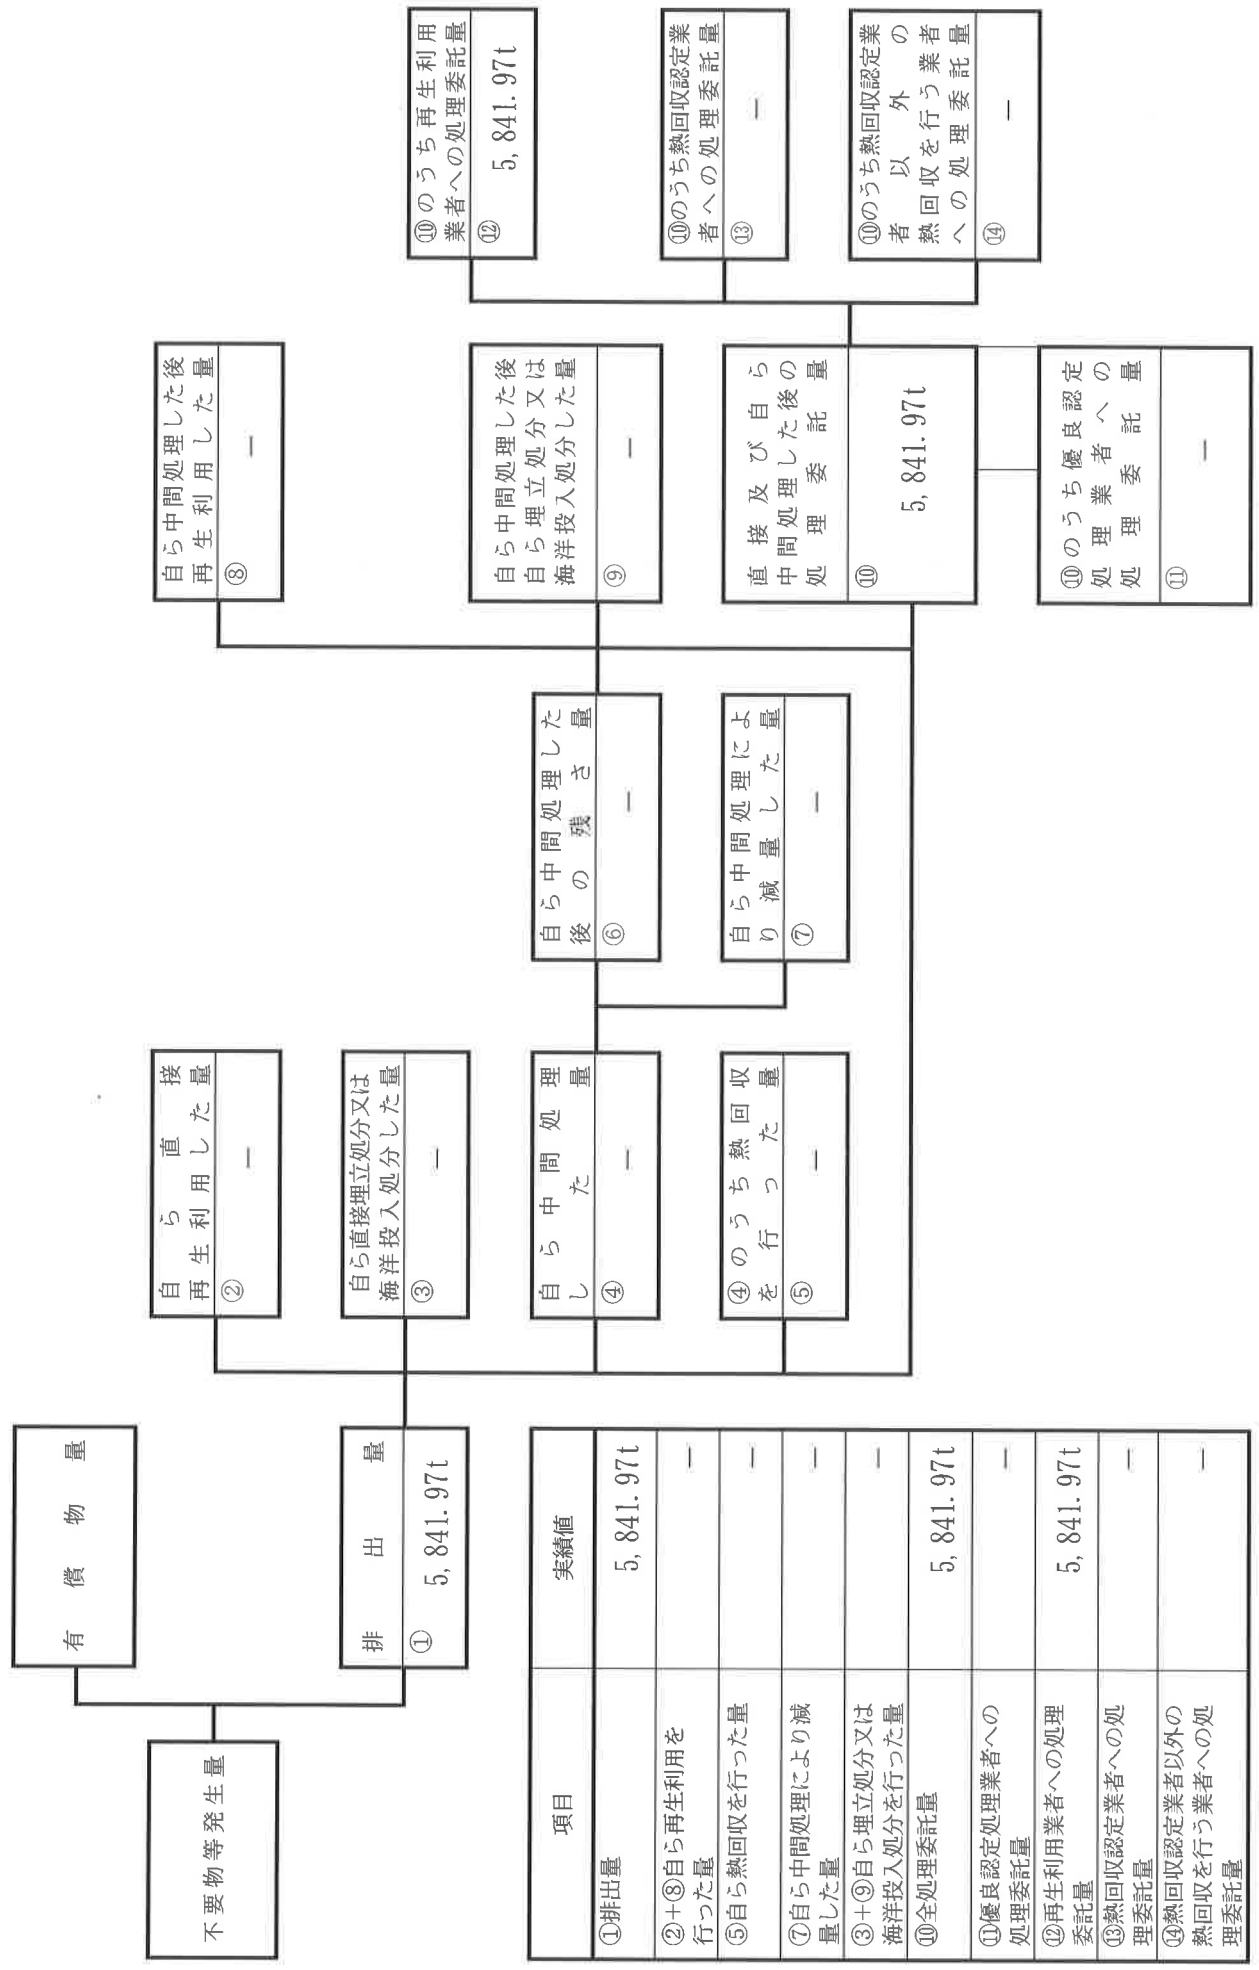 不要物等発生量
有償物量
排出量
① 5,841.97t
自ら直接
再生利用した量
②
－
自ら直接埋立処分又は
海洋投入処分した量
③
－
自ら中間処理
した量
④
－
④のうち熱回収
を行った量
⑤
－
自ら中間処理した
後の残さ量
⑥
－
自ら中間処理によ
り減量した量
⑦
－
自ら中間処理した後
再生利用した量
⑧
－
自ら中間処理した後
自ら埋立処分又は
海洋投入処分した量
⑨
－
直接及び自ら
中間処理した後の
処理委託量
⑩
5,841.97t
⑩のうち優良認定
処理業者への
処理委託量
⑪
－
⑩のうち再生利用
業者への処理委託量
⑫
5,841.97t
⑩のうち熱回収認定業
者への処理委託量
⑬
－
⑩のうち熱回収認定業
者以外の
熱回収を行う業者
への処理委託量
⑭
－
項目 実績値
①排出量 5,841.97t
②+⑧自ら再生利用を
行った量 －
⑤自ら熱回収を行った量 －
⑦自ら中間処理により減
量した量 －
③+⑨自ら埋立処分又は
海洋投入処分を行った量 －
⑩全処理委託量 5,841.97t
⑪優良認定処理業者への
処理委託量 －
⑫再生利用業者への処理
委託量 5,841.97t
⑬熱回収認定業者への処
理委託量 －
⑭熱回収認定業者以外の
熱回収を行う業者への処
理委託量 －